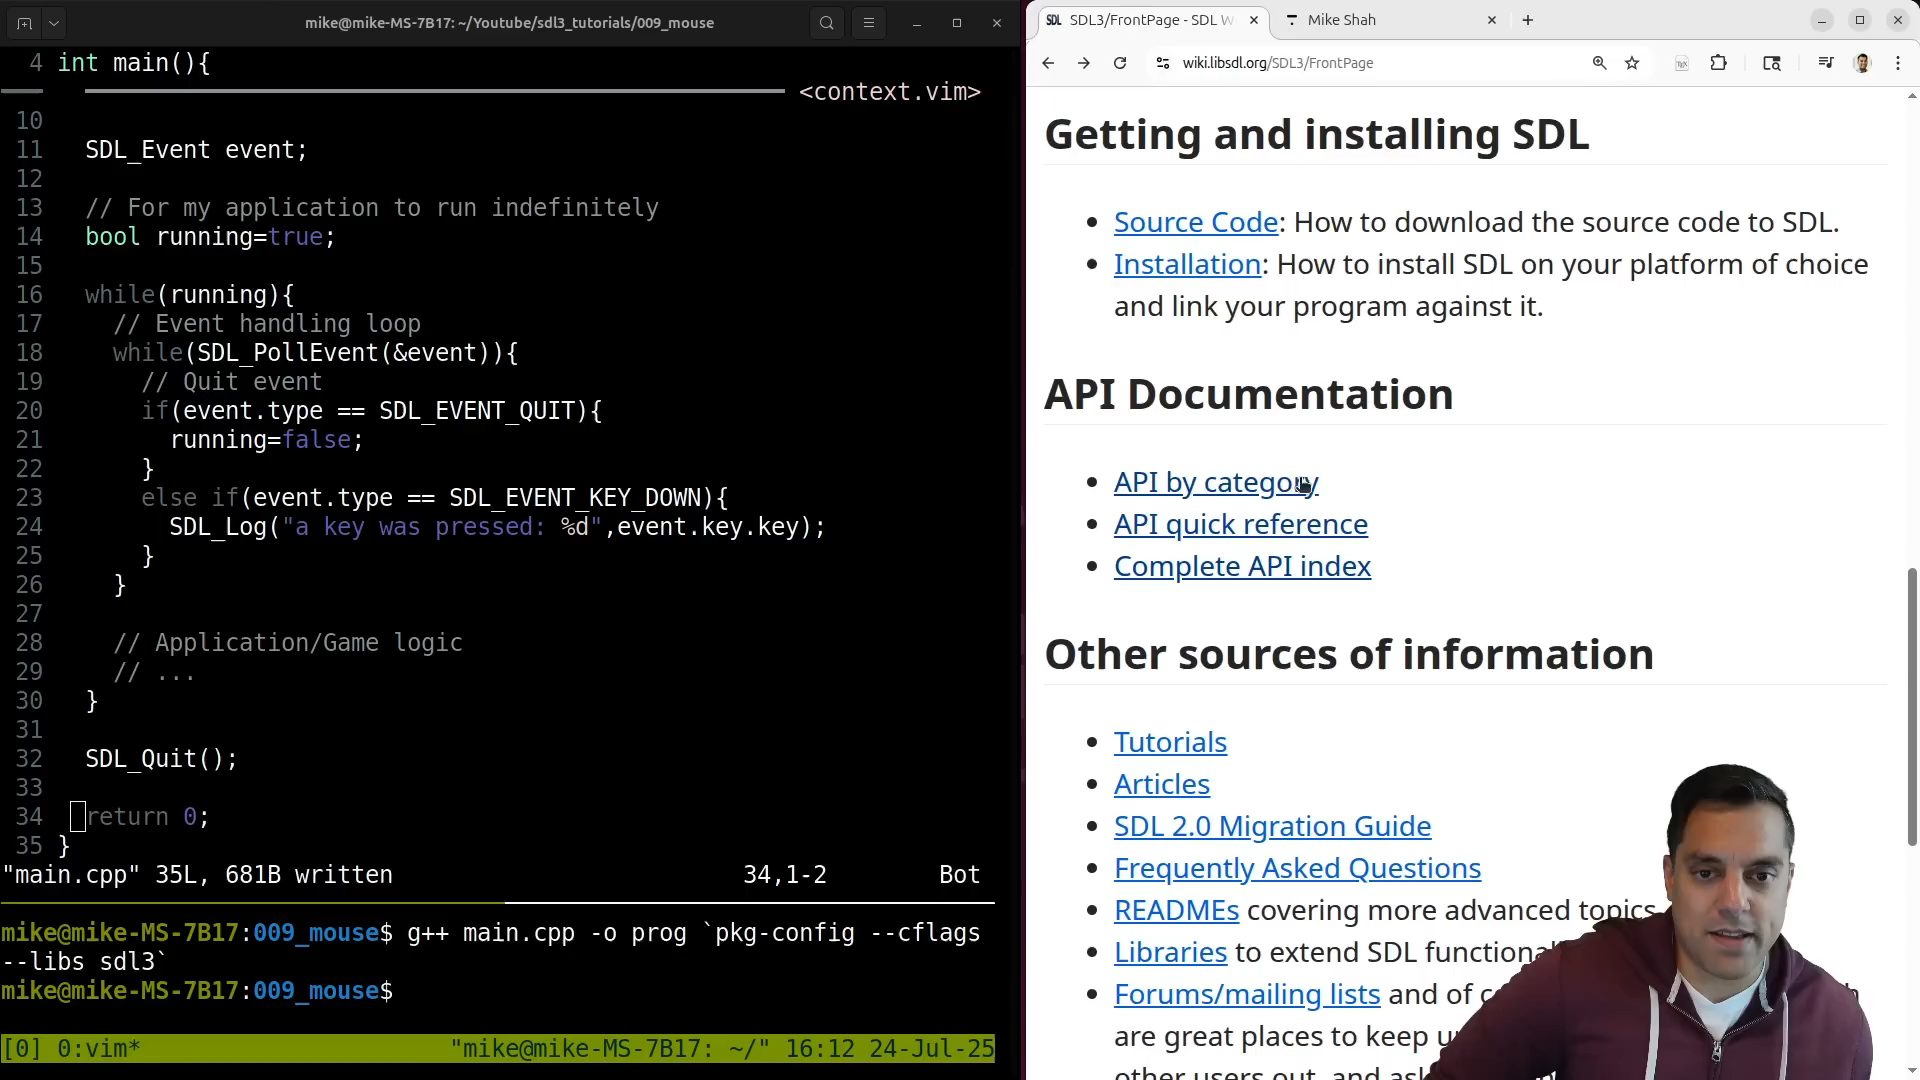 mike@mike-MS-7B17: ~/Youtube/sdl3_tutorials/009_mouse
4 int main(){
<context.vim>
10
11 SDL_Event event;
12
13 // For my application to run indefinitely
14 bool running=true;
15
16 while(running){
17 // Event handling loop
18 while(SDL_PollEvent(&event)){
19 // Quit event
20 if(event.type == SDL_EVENT_QUIT){
21 running=false;
22 }
23 else if(event.type == SDL_EVENT_KEY_DOWN){
24 SDL_Log("a key was pressed: %d",event.key.key);
25 }
26 }
27
28 // Application/Game logic
29 // ...
30 }
31
32 SDL_Quit();
33
34 return 0;
35 }
"main.cpp" 35L, 681B written 34,1-2 Bot
mike@mike-MS-7B17:009_mouse$ g++ main.cpp -o prog `pkg-config --cflags
--libs sdl3`
mike@mike-MS-7B17:009_mouse$
[0] 0:vim* "mike@mike-MS-7B17: ~/" 16:12 24-Jul-25
SDL SDL3/FrontPage - SDL W
Mike Shah
wiki.libsdl.org/SDL3/FrontPage
Getting and installing SDL
• Source Code: How to download the source code to SDL.
• Installation: How to install SDL on your platform of choice
and link your program against it.
API Documentation
• API by category
• API quick reference
• Complete API index
Other sources of information
• Tutorials
• Articles
• SDL 2.0 Migration Guide
• Frequently Asked Questions
• READMEs covering more advanced topics
• Libraries to extend SDL
• Forums/mailing lists and of
are great places to keep
other users out, and